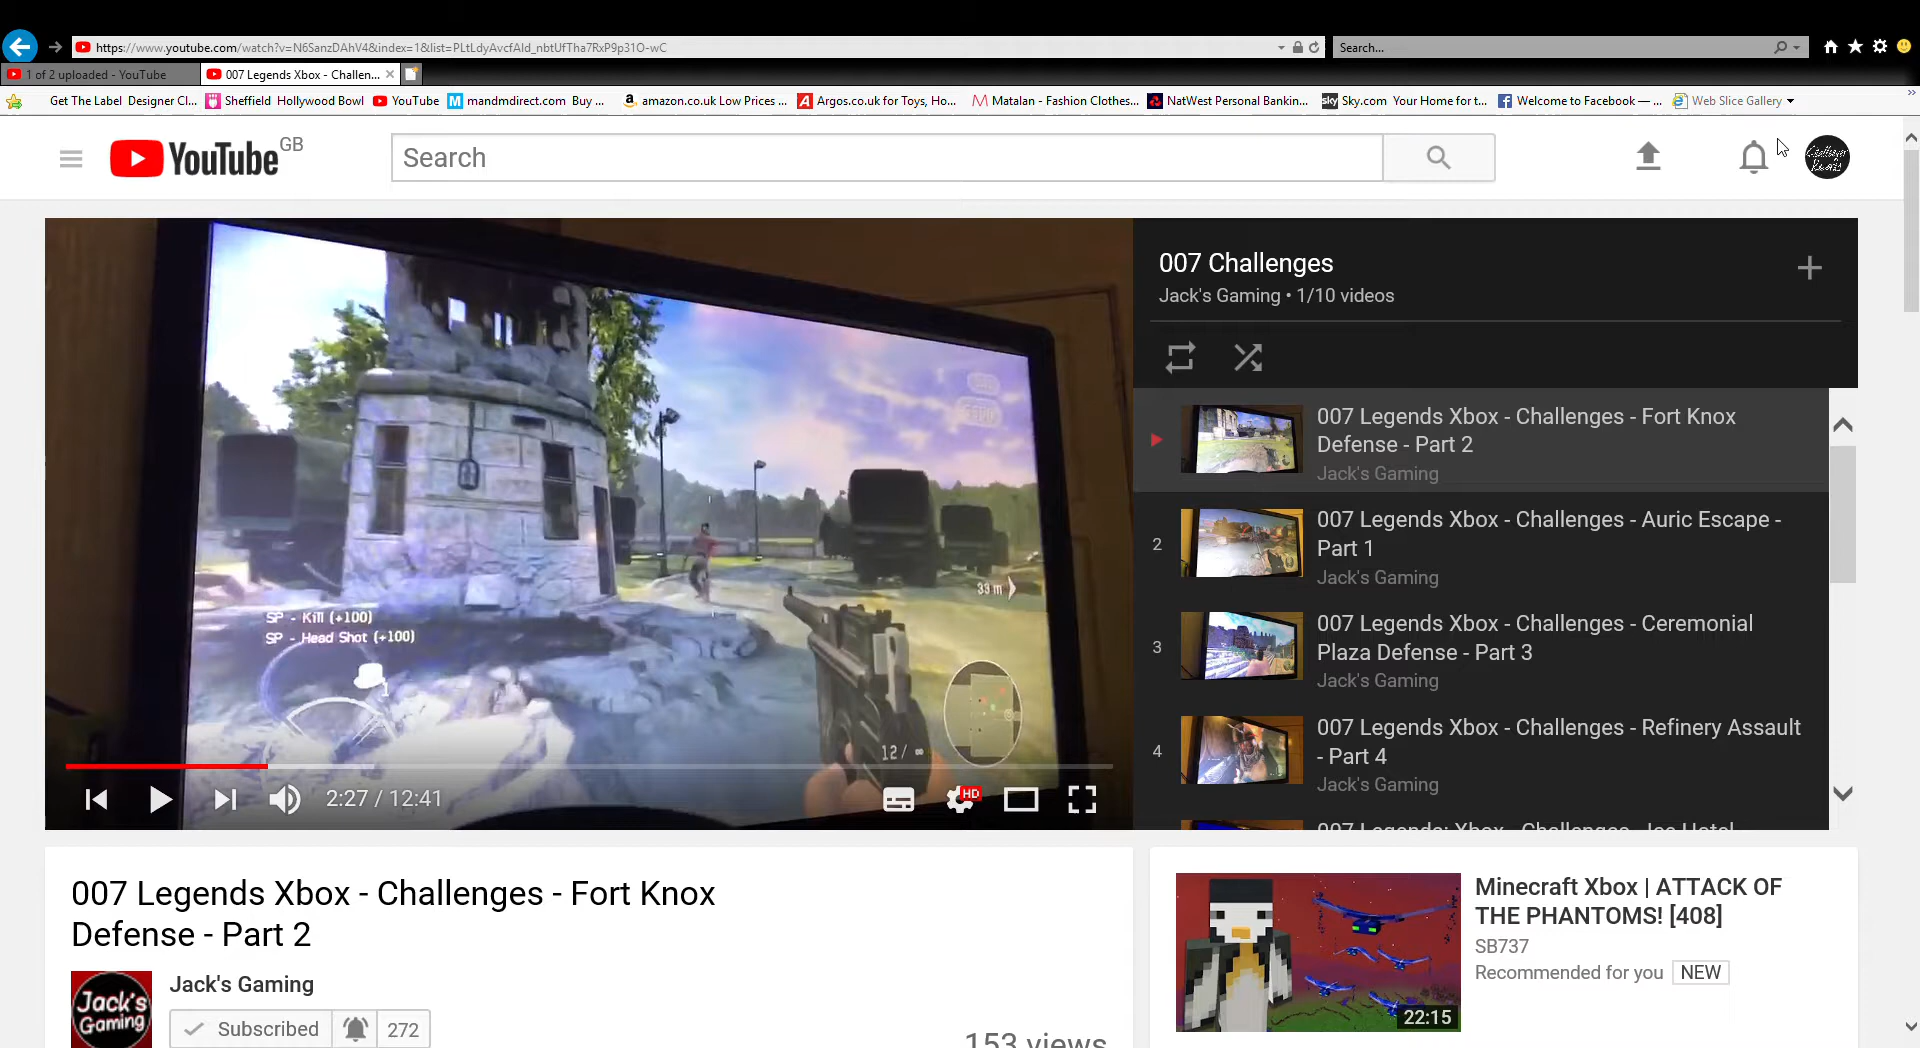 https://www.youtube.com/watch?v=N6SanzDAhV4&index=1&list=PLtLdyAvcfAld_nbtUfTha7RxP9p31O-wC
Search...
1 of 2 uploaded - YouTube
007 Legends Xbox - Challen...
Get The Label Designer Cl...
Sheffield Hollywood Bowl
YouTube
M mandmdirect.com Buy ...
a amazon.co.uk Low Prices ...
A Argos.co.uk for Toys, Ho...
M Matalan - Fashion Clothes...
NatWest Personal Bankin...
sky Sky.com Your Home for t...
f Welcome to Facebook — ...
Web Slice Gallery
YouTube GB
Search
SP - Kill (+100)
SP - Head Shot (+100)
1
33 m
12 / ∞
2:27 / 12:41
HD
007 Challenges
Jack's Gaming • 1/10 videos
007 Legends Xbox - Challenges - Fort Knox
Defense - Part 2
Jack's Gaming
2
007 Legends Xbox - Challenges - Auric Escape -
Part 1
Jack's Gaming
3
007 Legends Xbox - Challenges - Ceremonial
Plaza Defense - Part 3
Jack's Gaming
4
007 Legends Xbox - Challenges - Refinery Assault
- Part 4
Jack's Gaming
007 Legends: Xbox - Challenges - Ice Hotel
007 Legends Xbox - Challenges - Fort Knox
Defense - Part 2
Jack's Gaming
Jack's Gaming
Subscribed
272
153 views
22:15
Minecraft Xbox | ATTACK OF
THE PHANTOMS! [408]
SB737
Recommended for you NEW